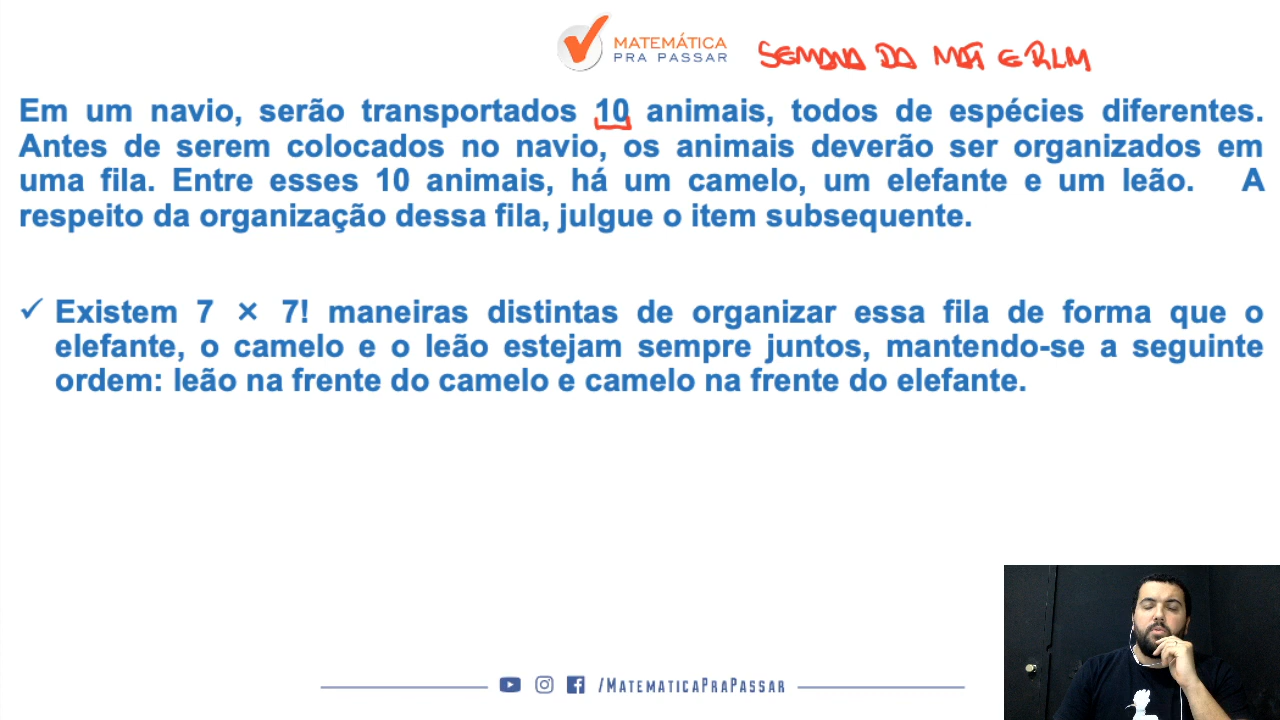 MATEMÁTICA
PRA PASSAR
SEMANA DA MAT E RLM
Em um navio, serão transportados 10 animais, todos de espécies diferentes.
Antes de serem colocados no navio, os animais deverão ser organizados em
uma fila. Entre esses 10 animais, há um camelo, um elefante e um leão. A
respeito da organização dessa fila, julgue o item subsequente.
✓ Existem 7 × 7! maneiras distintas de organizar essa fila de forma que o
elefante, o camelo e o leão estejam sempre juntos, mantendo-se a seguinte
ordem: leão na frente do camelo e camelo na frente do elefante.
/MATEMATICAPRAPASSAR